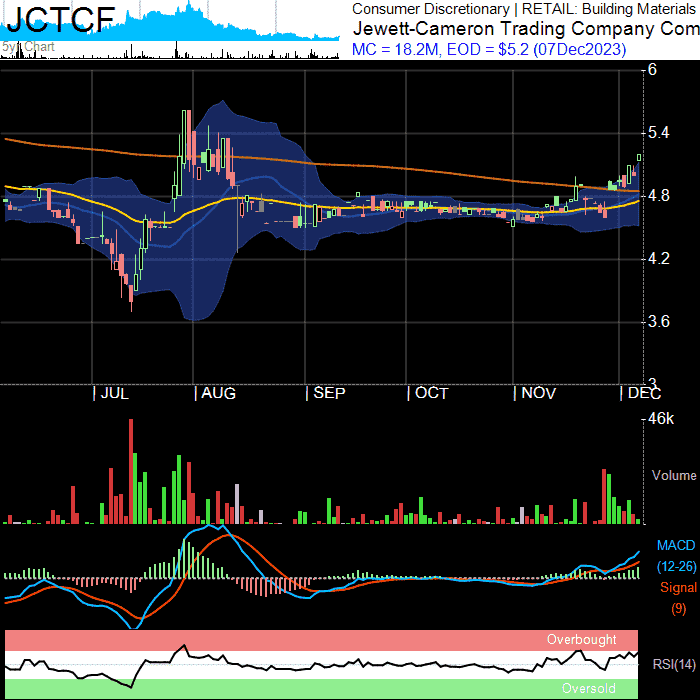 JCTCF
5yr Chart
Consumer Discretionary | RETAIL: Building Materials
Jewett-Cameron Trading Company Com
MC = 18.2M, EOD = $5.2 (07Dec2023)
6
5.4
4.8
4.2
3.6
3
JUL AUG SEP OCT NOV DEC
46k
Volume
MACD
(12-26)
Signal
(9)
Overbought
RSI(14)
Oversold